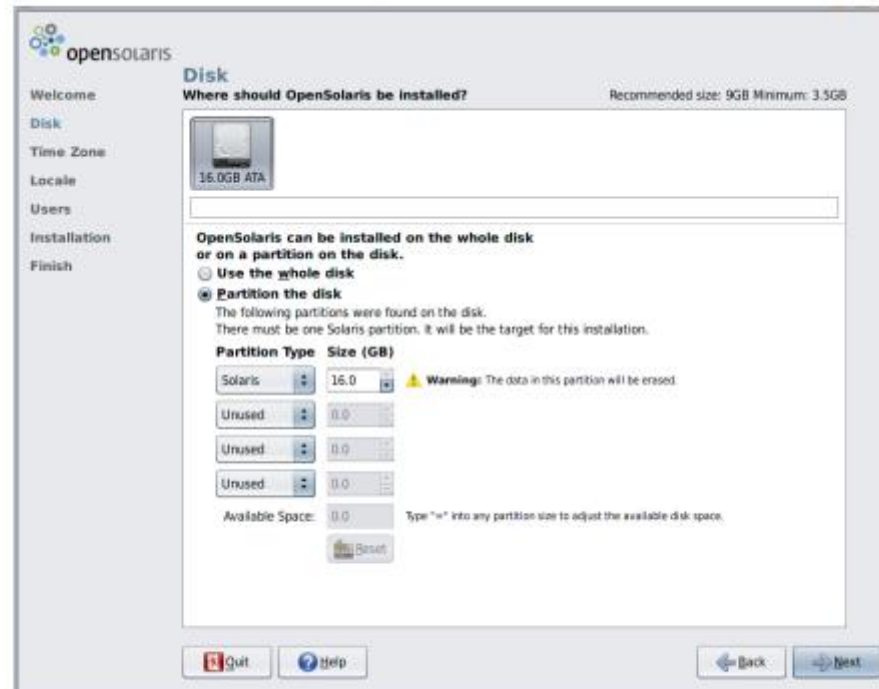 opensolaris
Welcome
Disk
Time Zone
Locale
Users
Installation
Finish
Disk
Where should OpenSolaris be installed?
Recommended size: 9GB Minimum: 3.5GB
16.0GB ATA
OpenSolaris can be installed on the whole disk
or on a partition on the disk.
Use the whole disk
Partition the disk
The following partitions were found on the disk.
There must be one Solaris partition. It will be the target for this installation.
Partition Type Size (GB)
Solaris 16.0 Warning: The data in this partition will be erased
Unused 0.0
Unused 0.0
Unused 0.0
Available Space: 0.0 Type "=" into any partition size to adjust the available disk space.
Reset
Quit Help Back Next